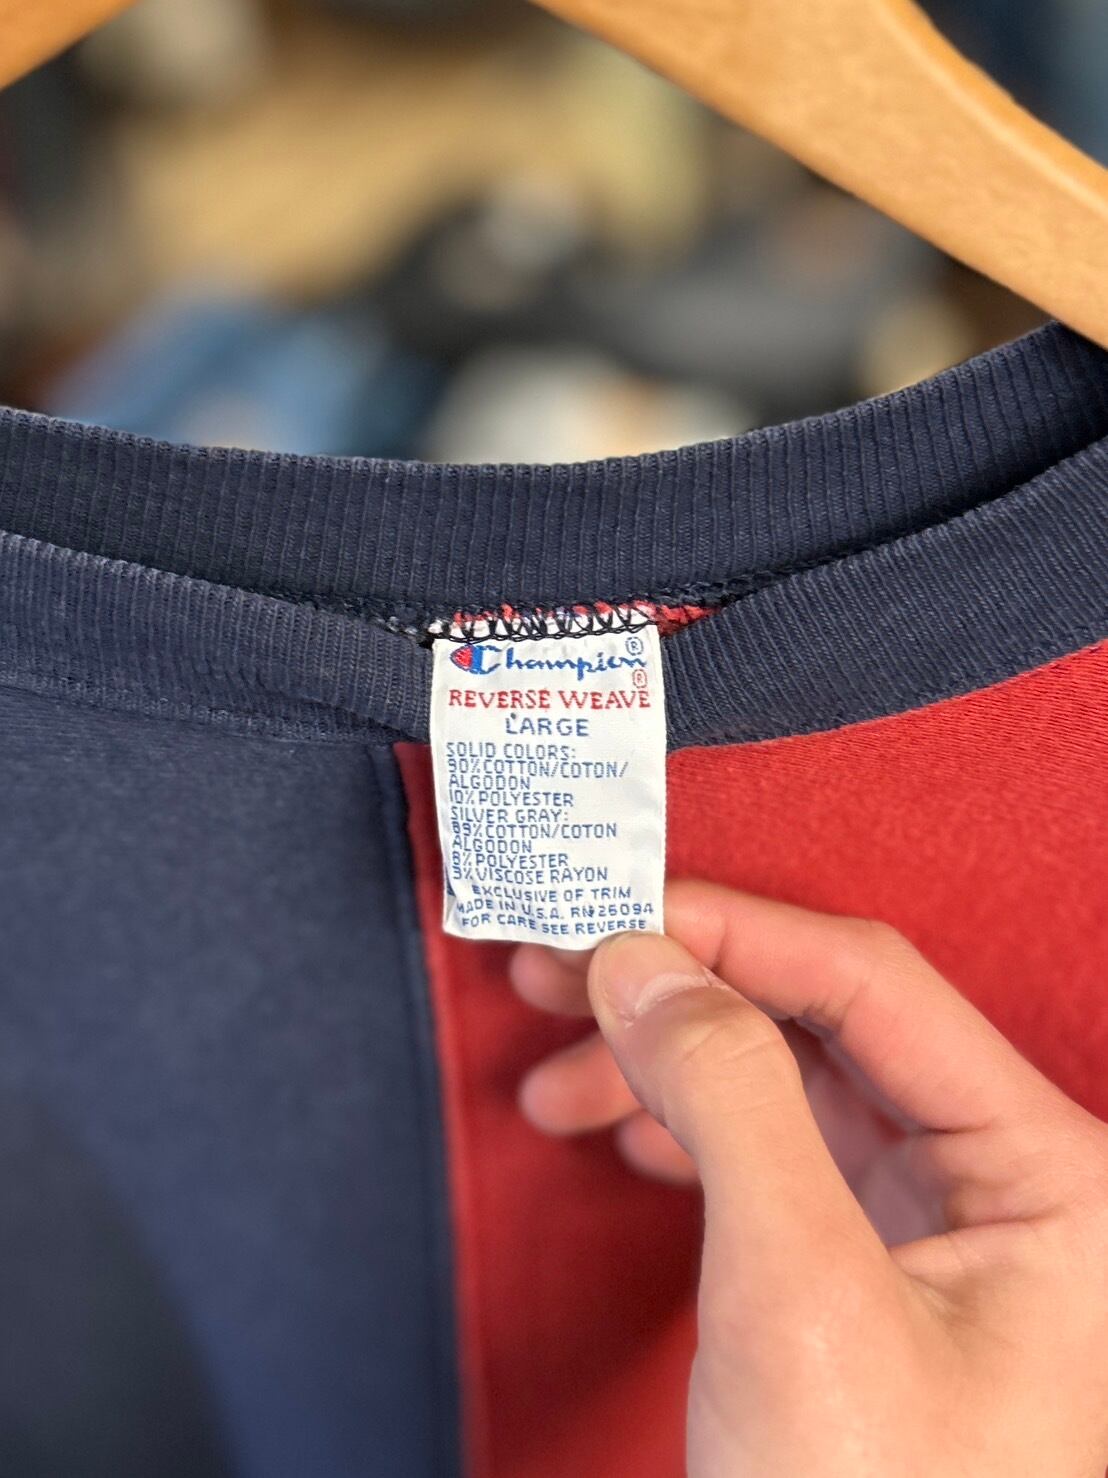 Champion®
REVERSE WEAVE®
LARGE
SOLID COLORS:
90%COTTON/COTON/
ALGODON
10%POLYESTER
SILVER GRAY:
89%COTTON/COTON
ALGODON
8%POLYESTER
3%VISCOSE RAYON
EXCLUSIVE OF TRIM
MADE IN U.S.A. RN26094
FOR CARE SEE REVERSE